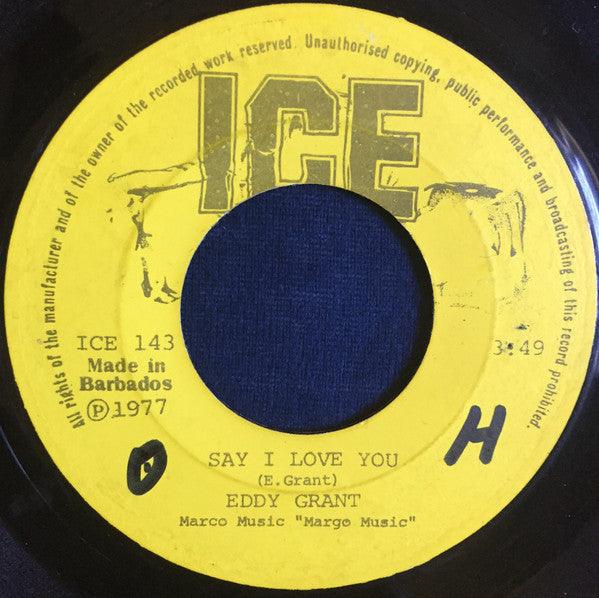 All rights of the manufacturer and of the owner of the recorded work reserved. Unauthorised copying, public performance and broadcasting of this record prohibited.
ICE
ICE 143
3:49
Made in
Barbados
Ⓟ 1977
H
SAY I LOVE YOU
(E.Grant)
EDDY GRANT
Marco Music "Margo Music"